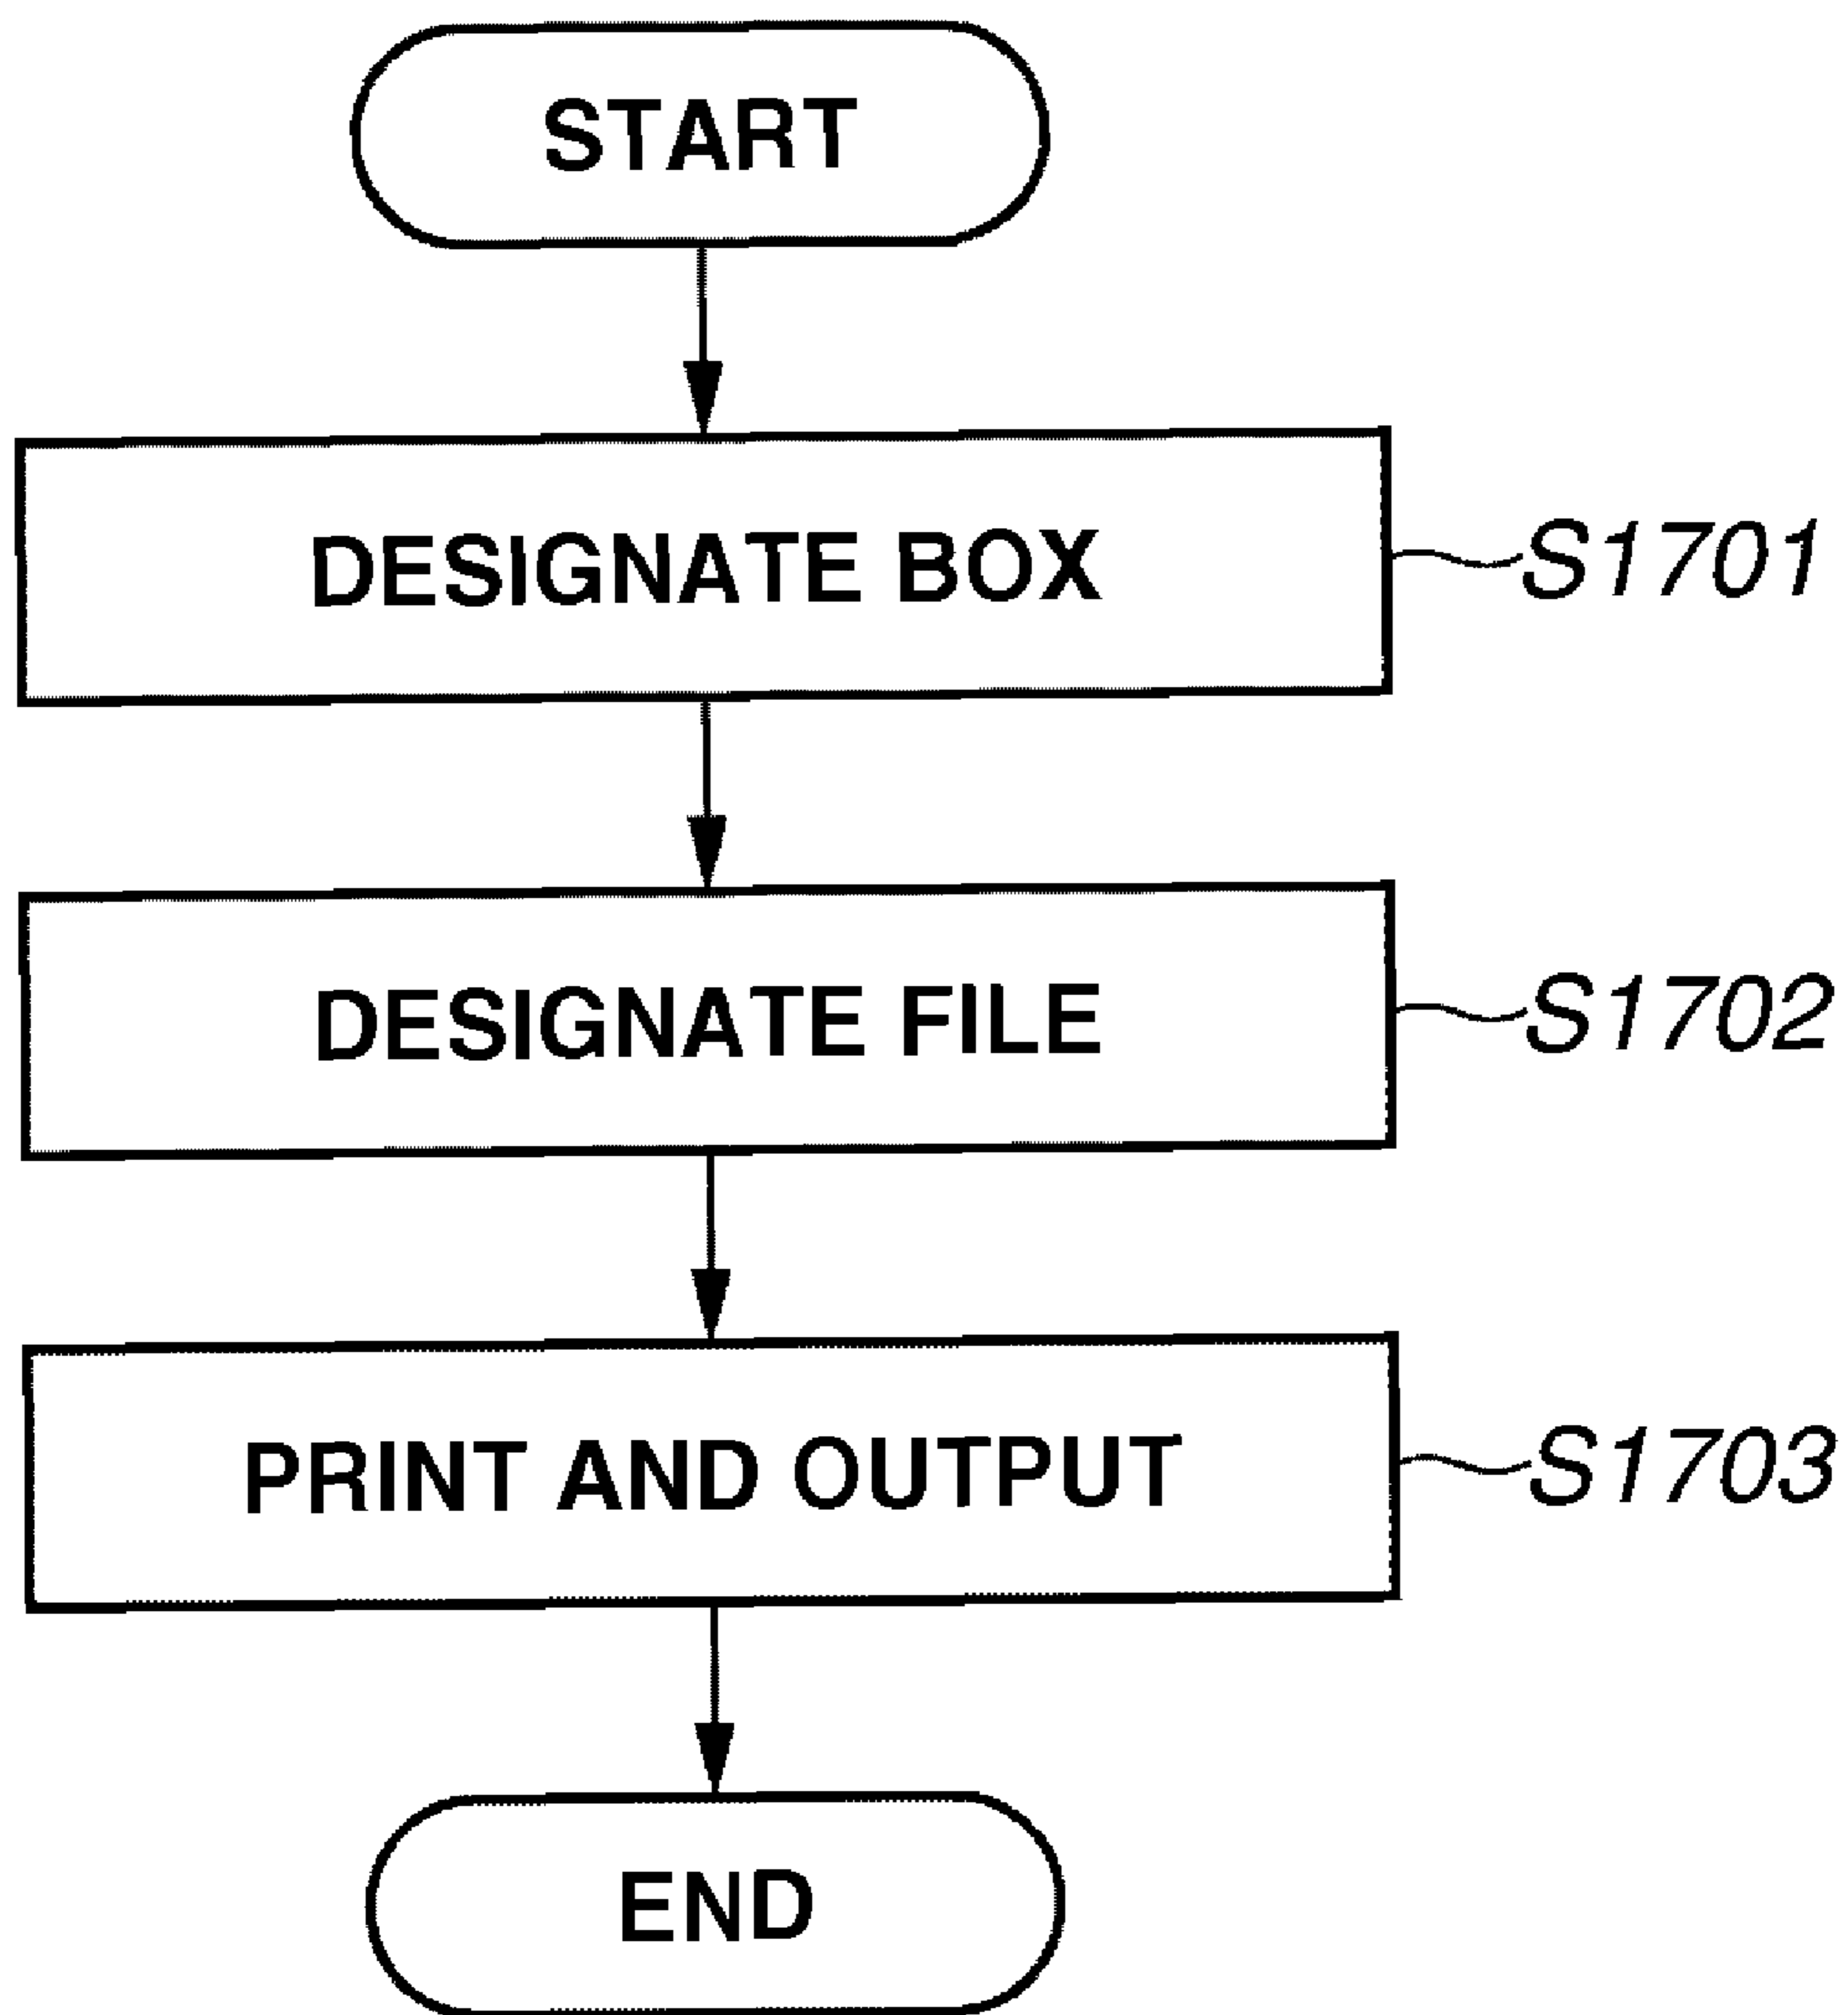 START
DESIGNATE BOX
S1701
DESIGNATE FILE
S1702
PRINT AND OUTPUT
S1703
END